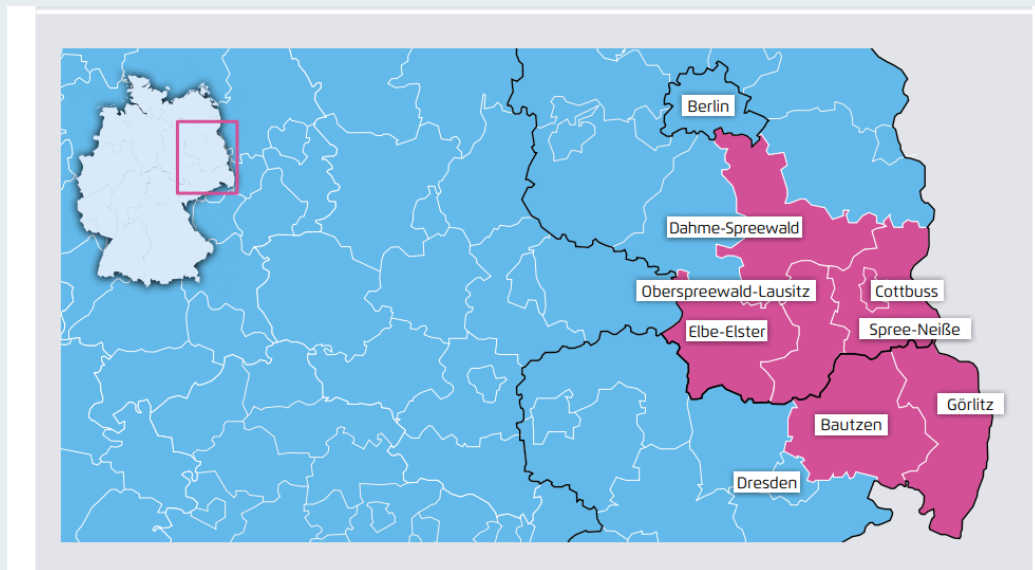 Berlin
Dahme-Spreewald
Oberspreewald-Lausitz
Cottbuss
Elbe-Elster
Spree-Neiße
Görlitz
Bautzen
Dresden